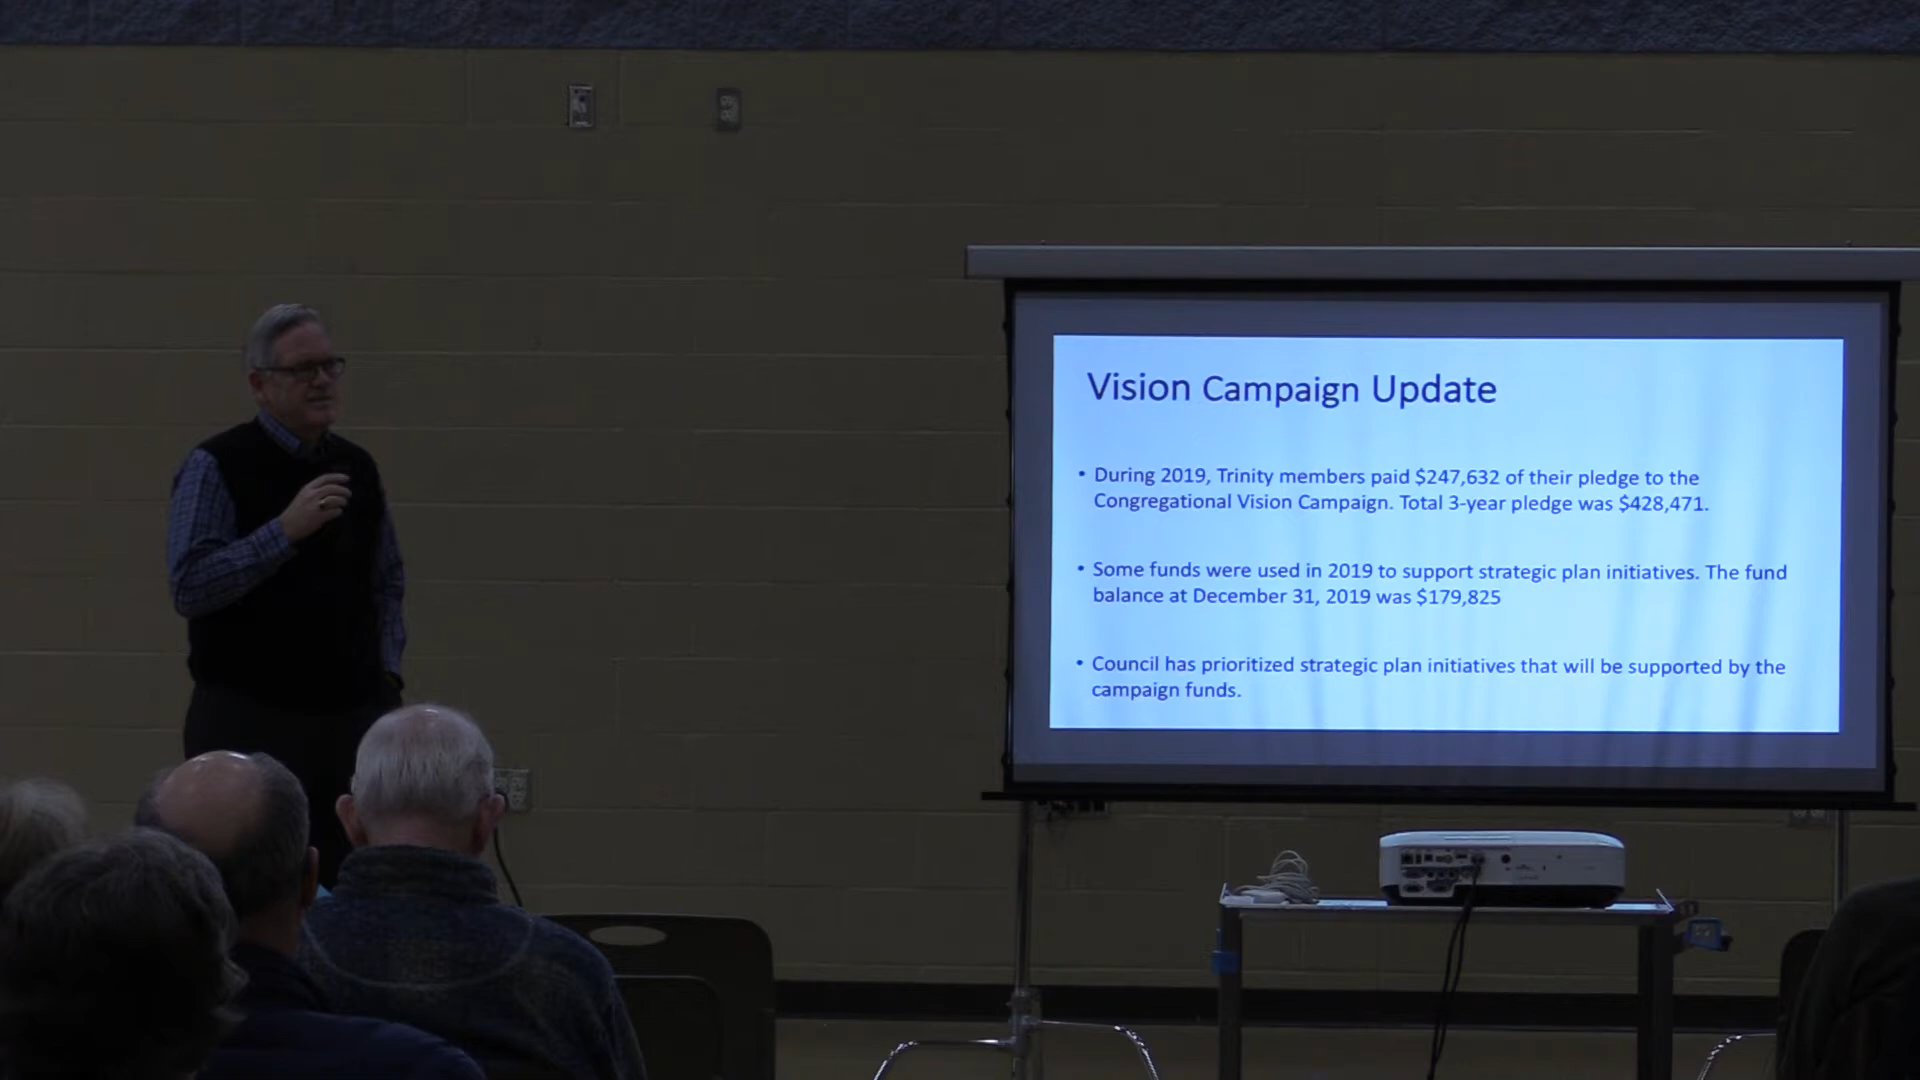 Vision Campaign Update
• During 2019, Trinity members paid $247,632 of their pledge to the
Congregational Vision Campaign. Total 3-year pledge was $428,471.
• Some funds were used in 2019 to support strategic plan initiatives. The fund
balance at December 31, 2019 was $179,825
• Council has prioritized strategic plan initiatives that will be supported by the
campaign funds.